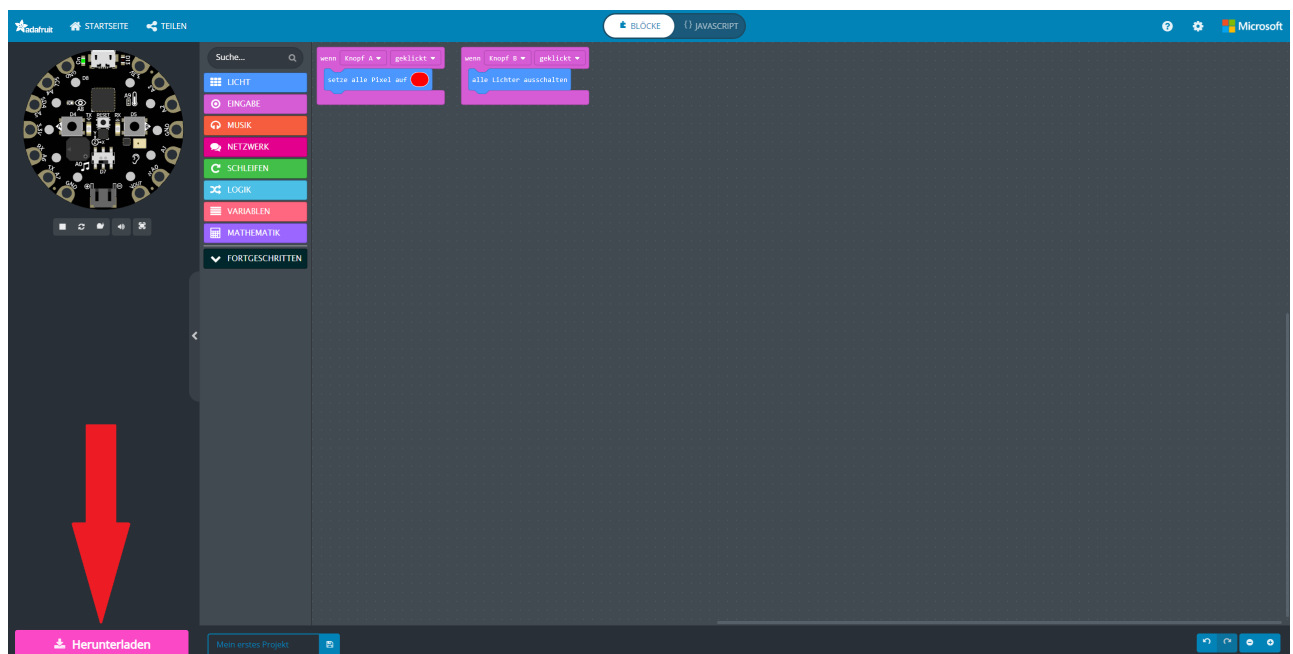 adafruit STARTSEITE TEILEN BLÖCKE {} JAVASCRIPT Microsoft
Suche...
LICHT
EINGABE
MUSIK
NETZWERK
SCHLEIFEN
LOGIK
VARIABLEN
MATHEMATIK
FORTGESCHRITTEN
wenn Knopf A geklickt
setze alle Pixel auf
wenn Knopf B geklickt
alle Lichter ausschalten
Herunterladen
Mein erstes Projekt